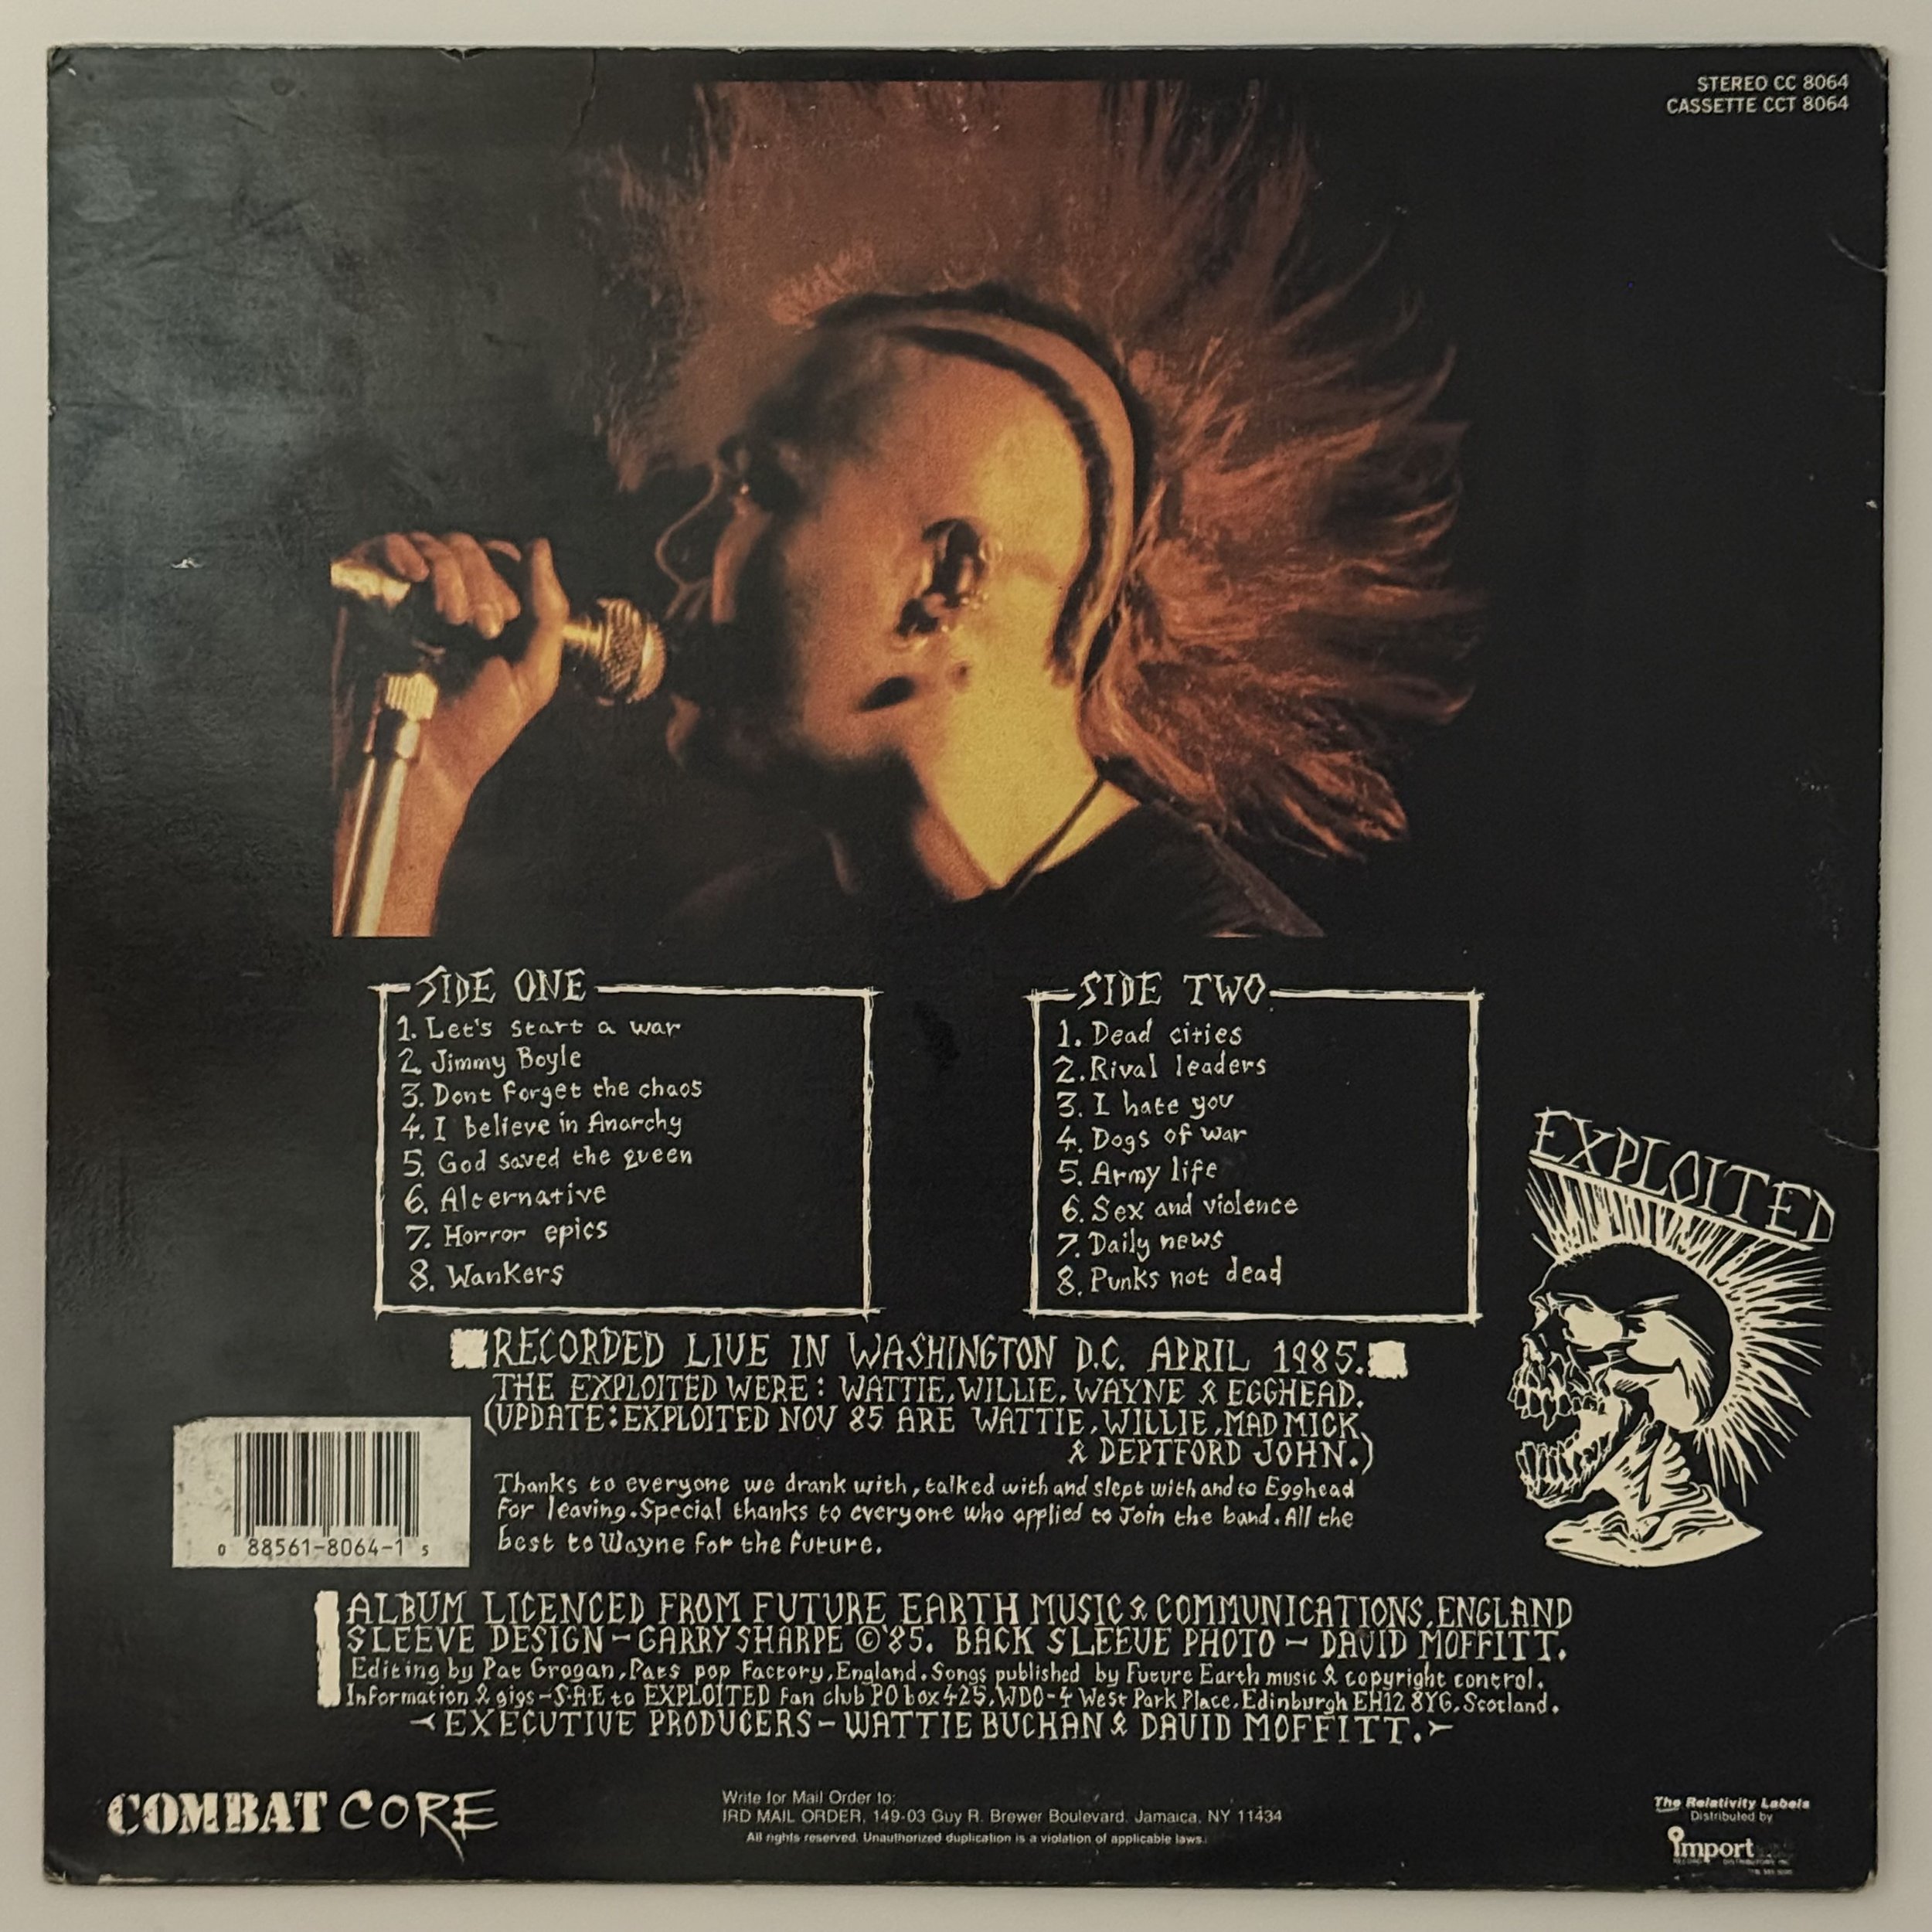 STEREO CC 8064
CASSETTE CCT 8064
SIDE ONE
1. Let's start a war
2. Jimmy Boyle
3. Dont forget the chaos
4. I believe in Anarchy
5. God saved the queen
6. Alternative
7. Horror epics
8. Wankers
SIDE TWO
1. Dead cities
2. Rival leaders
3. I hate you
4. Dogs of war
5. Army life
6. Sex and violence
7. Daily news
8. Punks not dead
EXPLOITED
RECORDED LIVE IN WASHINGTON D.C. APRIL 1985.
THE EXPLOITED WERE: WATTIE, WILLIE, WAYNE & EGGHEAD.
(UPDATE: EXPLOITED NOV 85 ARE WATTIE, WILLIE, MAD MICK,
& DEPTFORD JOHN.)
Thanks to everyone we drank with, talked with and slept with and to Egghead
for leaving. Special thanks to everyone who applied to join the band. All the
best to Wayne for the future.
0 88561-8064-1 5
ALBUM LICENCED FROM FUTURE EARTH MUSIC & COMMUNICATIONS, ENGLAND
SLEEVE DESIGN - GARRY SHARPE © '85. BACK SLEEVE PHOTO - DAVID MOFFITT.
Editing by Pat Grogan, Pats pop Factory, England. Songs published by Future Earth music & copyright control.
Information & gigs - S.A.E to EXPLOITED Fan club PO box 425, WDO-4 West Park Place, Edinburgh EH12 8YG, Scotland.
EXECUTIVE PRODUCERS - WATTIE BUCHAN & DAVID MOFFITT.
COMBAT CORE
Write for Mail Order to:
IRD MAIL ORDER, 149-03 Guy R. Brewer Boulevard, Jamaica, NY 11434
All rights reserved. Unauthorized duplication is a violation of applicable laws.
The Relativity Labels
Distributed by
Import